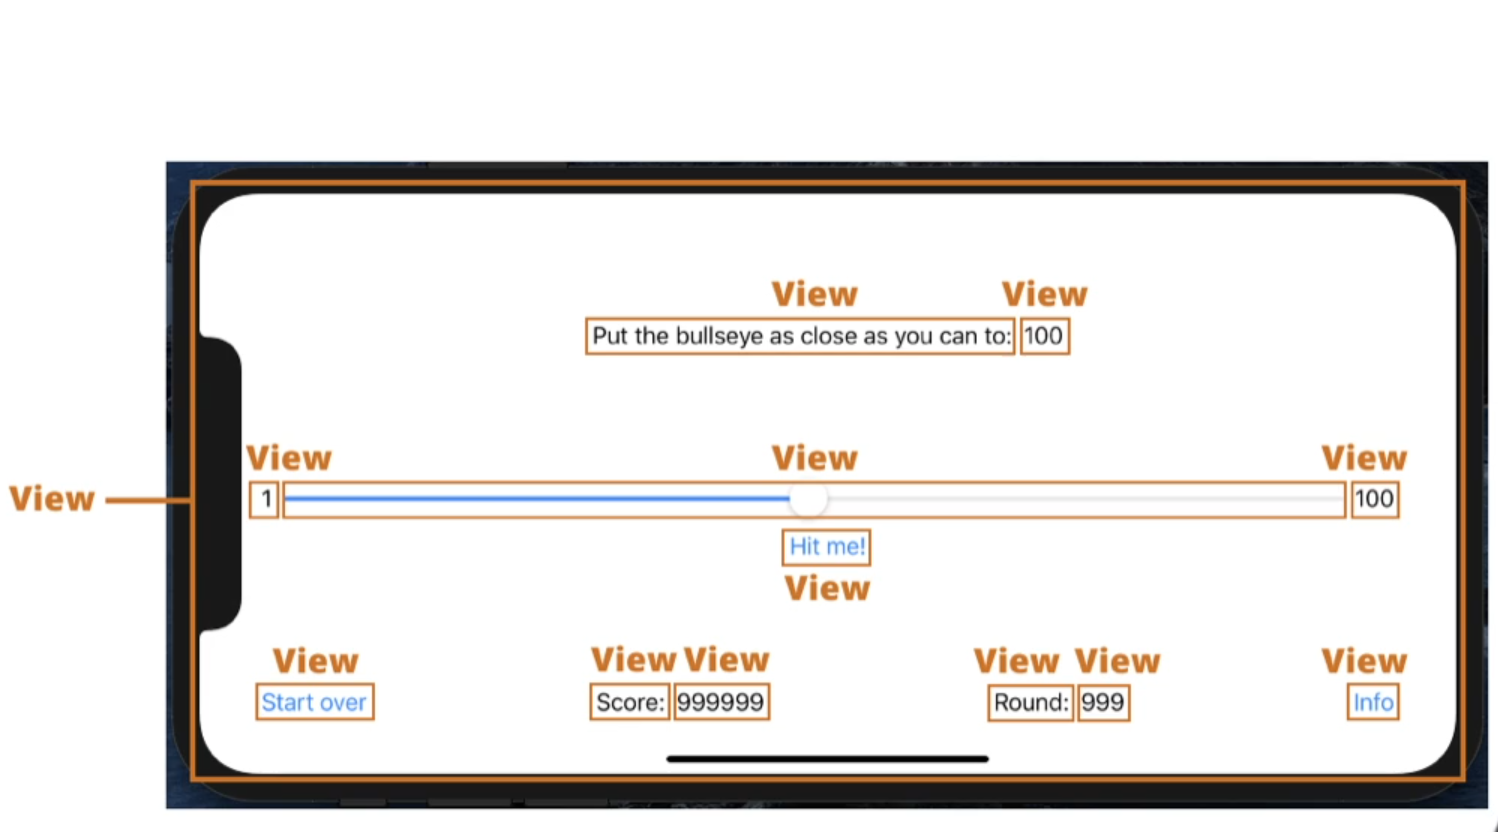 View View
Put the bullseye as close as you can to: 100
View View View
View
1 100
Hit me!
View
View View View View View View
Start over Score: 999999 Round: 999 Info